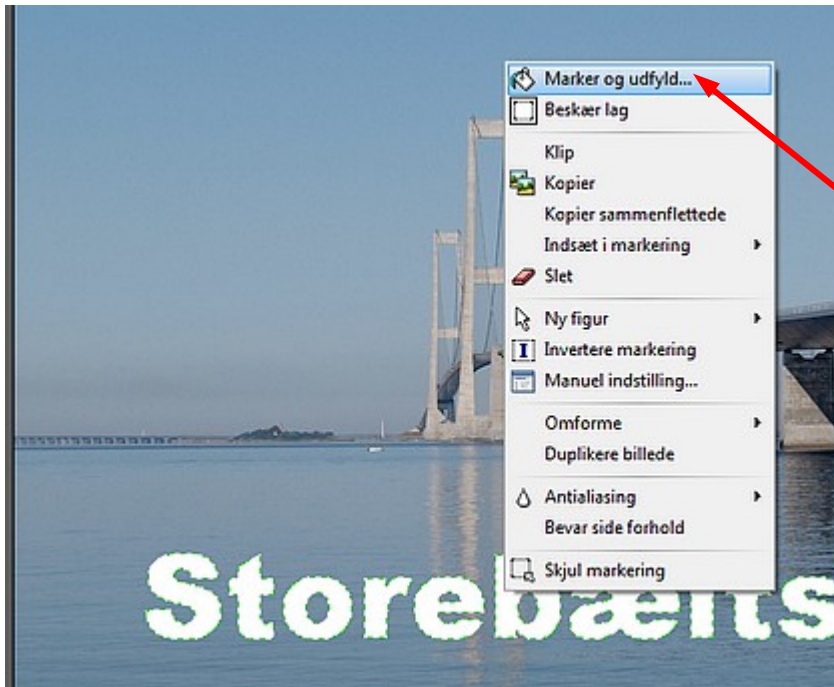 Marker og udfyld...
Beskær lag
Klip
Kopier
Kopier sammenflettede
Indsæt i markering
Slet
Ny figur
Invertere markering
Manuel indstilling...
Omforme
Duplikere billede
Antialiasing
Bevar side forhold
Skjul markering
Storebælts